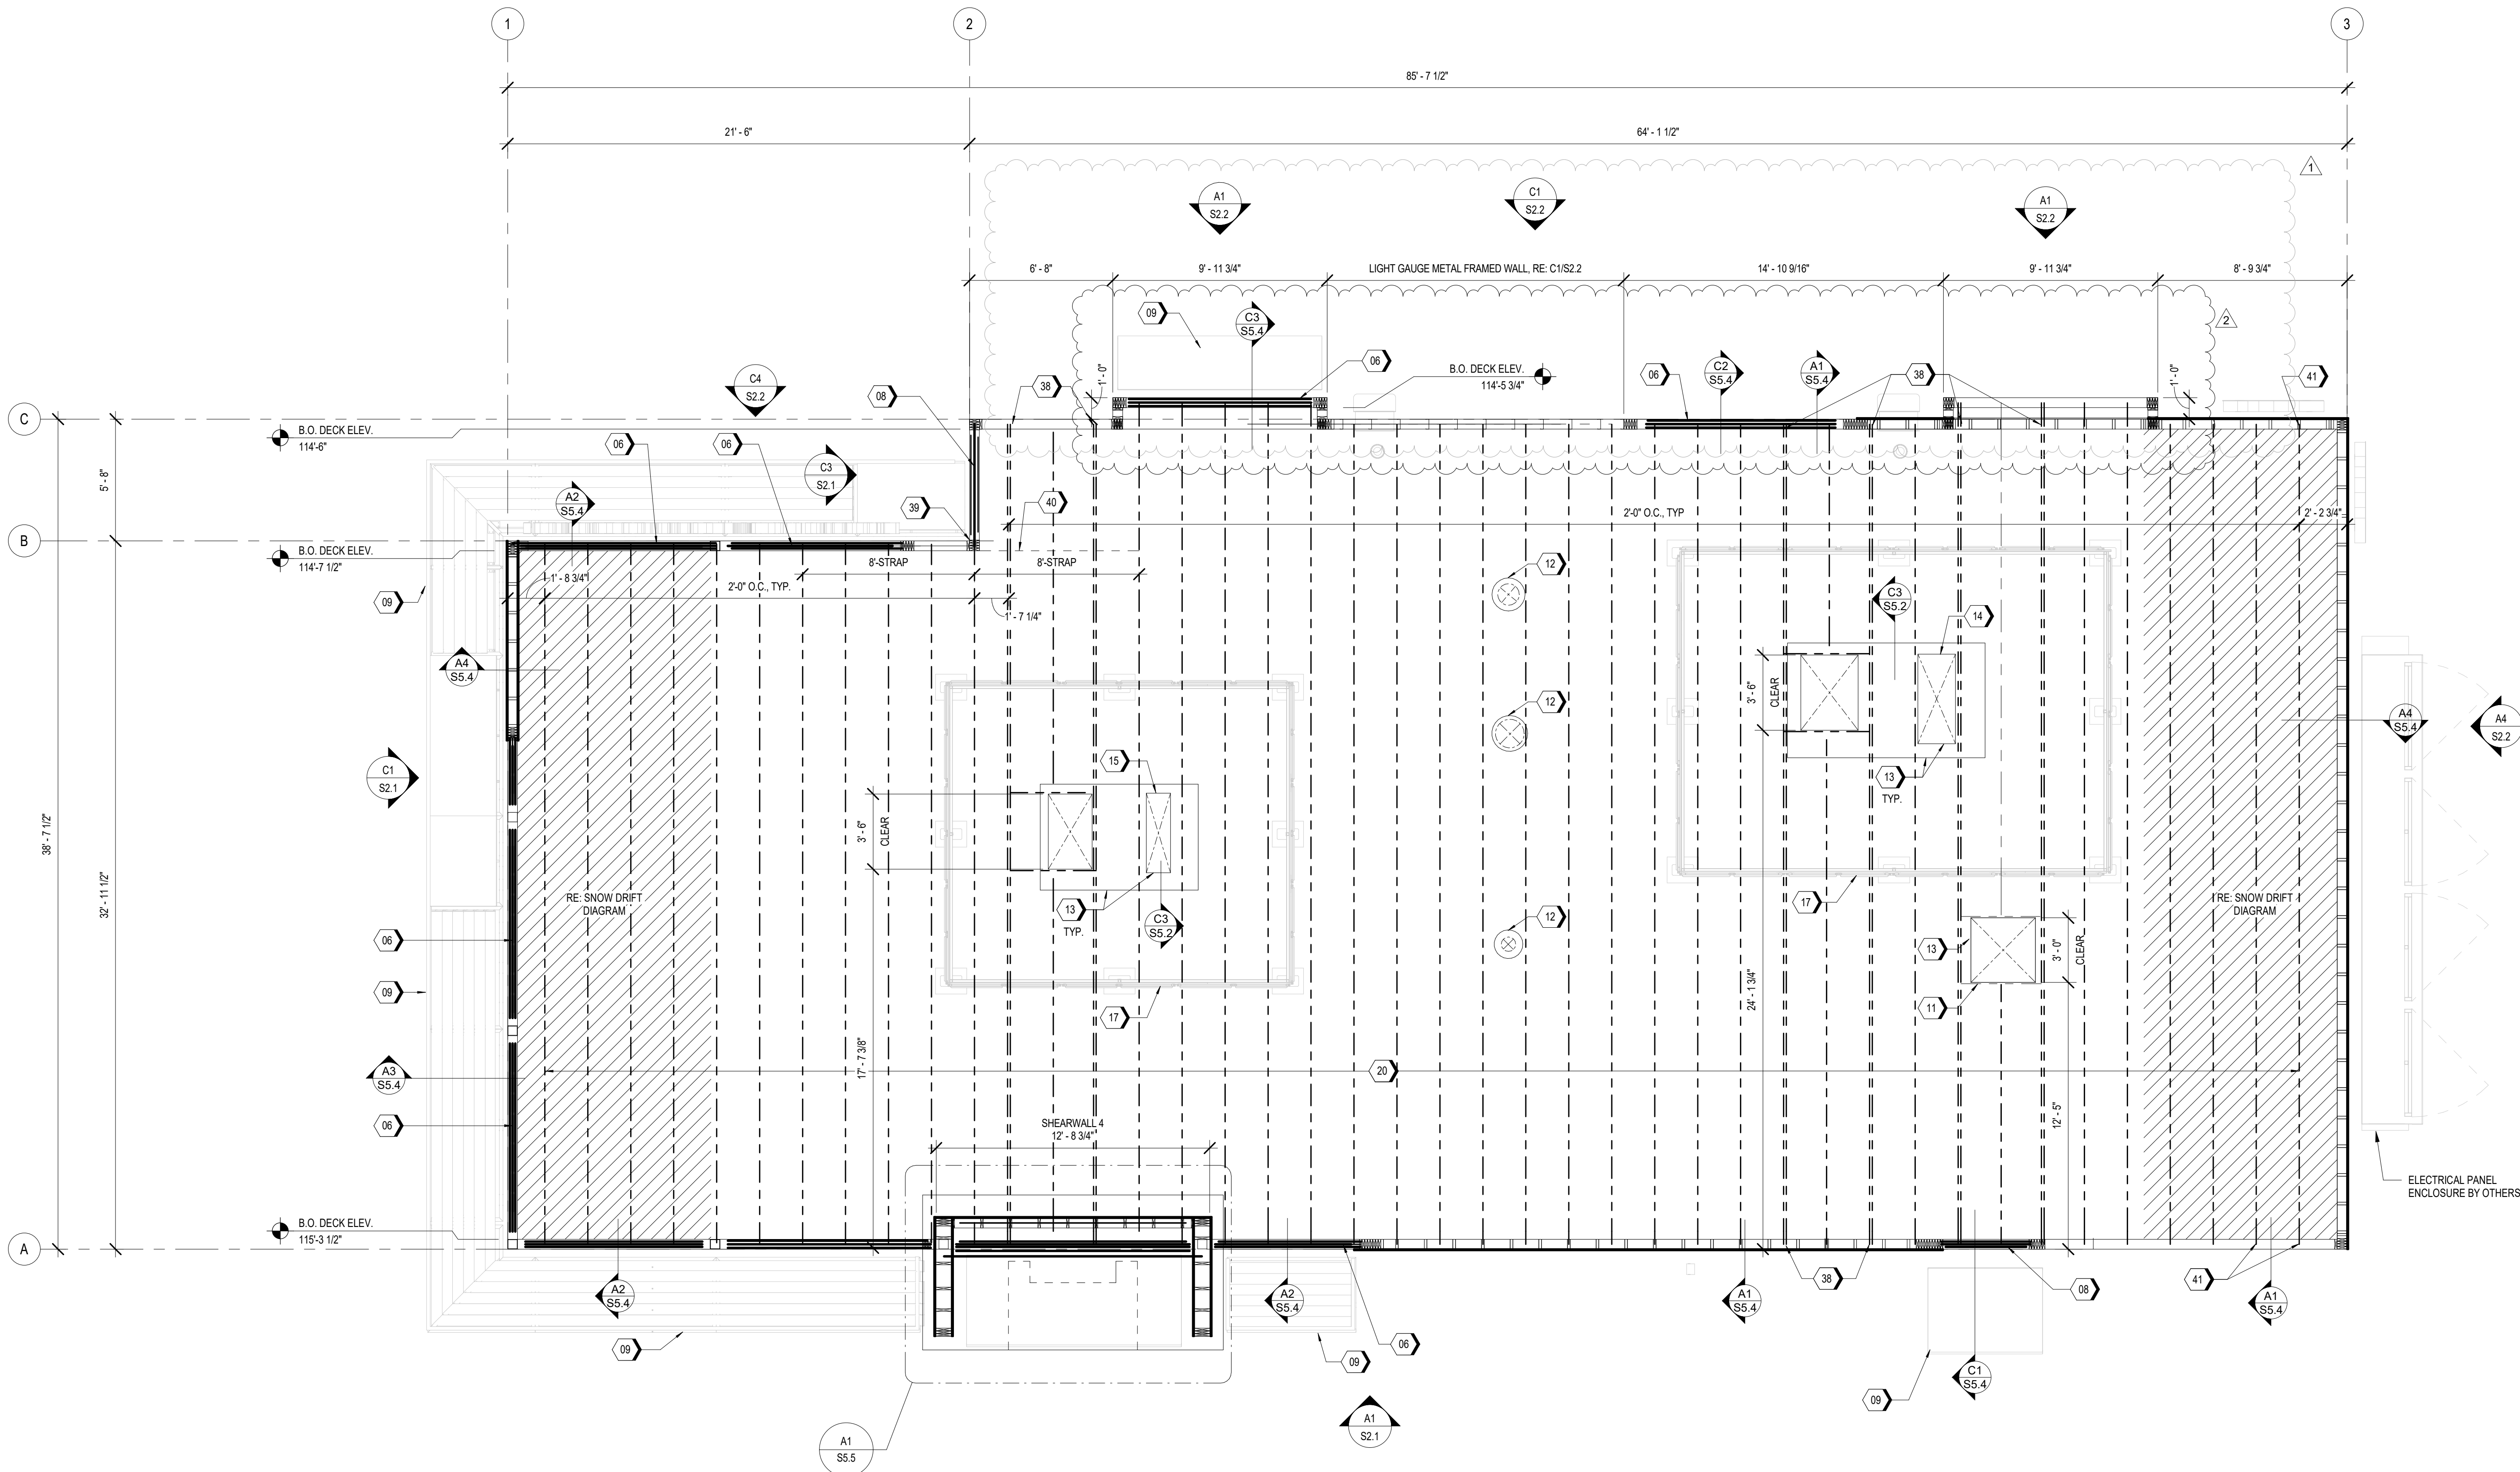 1
2
3
85' - 7 1/2"
21' - 6"
64' - 1 1/2"
1
A1
S2.2
C1
S2.2
A1
S2.2
6' - 8"
9' - 11 3/4"
LIGHT GAUGE METAL FRAMED WALL, RE: C1/S2.2
14' - 10 9/16"
9' - 11 3/4"
8' - 9 3/4"
09
C3
S5.4
2
06
B.O. DECK ELEV.
114'-5 3/4"
C4
S2.2
08
38
1' - 0"
06
C2
S5.4
A1
S5.4
38
1' - 0"
41
C
B.O. DECK ELEV.
114'-6"
06
06
5' - 8"
C3
S2.1
A2
S5.4
39
40
2'-0" O.C., TYP
2' - 2 3/4"
B
B.O. DECK ELEV.
114'-7 1/2"
8'-STRAP
8'-STRAP
12
1' - 8 3/4"
2'-0" O.C., TYP.
09
1' - 7 1/4"
C3
S5.2
14
A4
S5.4
3' - 6"
CLEAR
12
A4
S5.4
A4
S2.2
C1
S2.1
15
13
TYP.
38' - 7 1/2"
32' - 11 1/2"
3' - 6"
CLEAR
RE: SNOW DRIFT
DIAGRAM
13
TYP.
C3
S5.2
12
17
RE: SNOW DRIFT
DIAGRAM
06
13
3' - 0"
CLEAR
09
17
24' - 1 3/4"
11
17' - 7 3/8"
A3
S5.4
20
06
SHEARWALL 4
12' - 8 3/4"
12' - 5"
ELECTRICAL PANEL
ENCLOSURE BY OTHERS
B.O. DECK ELEV.
115'-3 1/2"
A
A2
S5.4
A2
S5.4
A1
S5.4
38
08
41
A1
S5.4
09
09
06
C1
S5.4
09
A1
S5.5
A1
S2.1